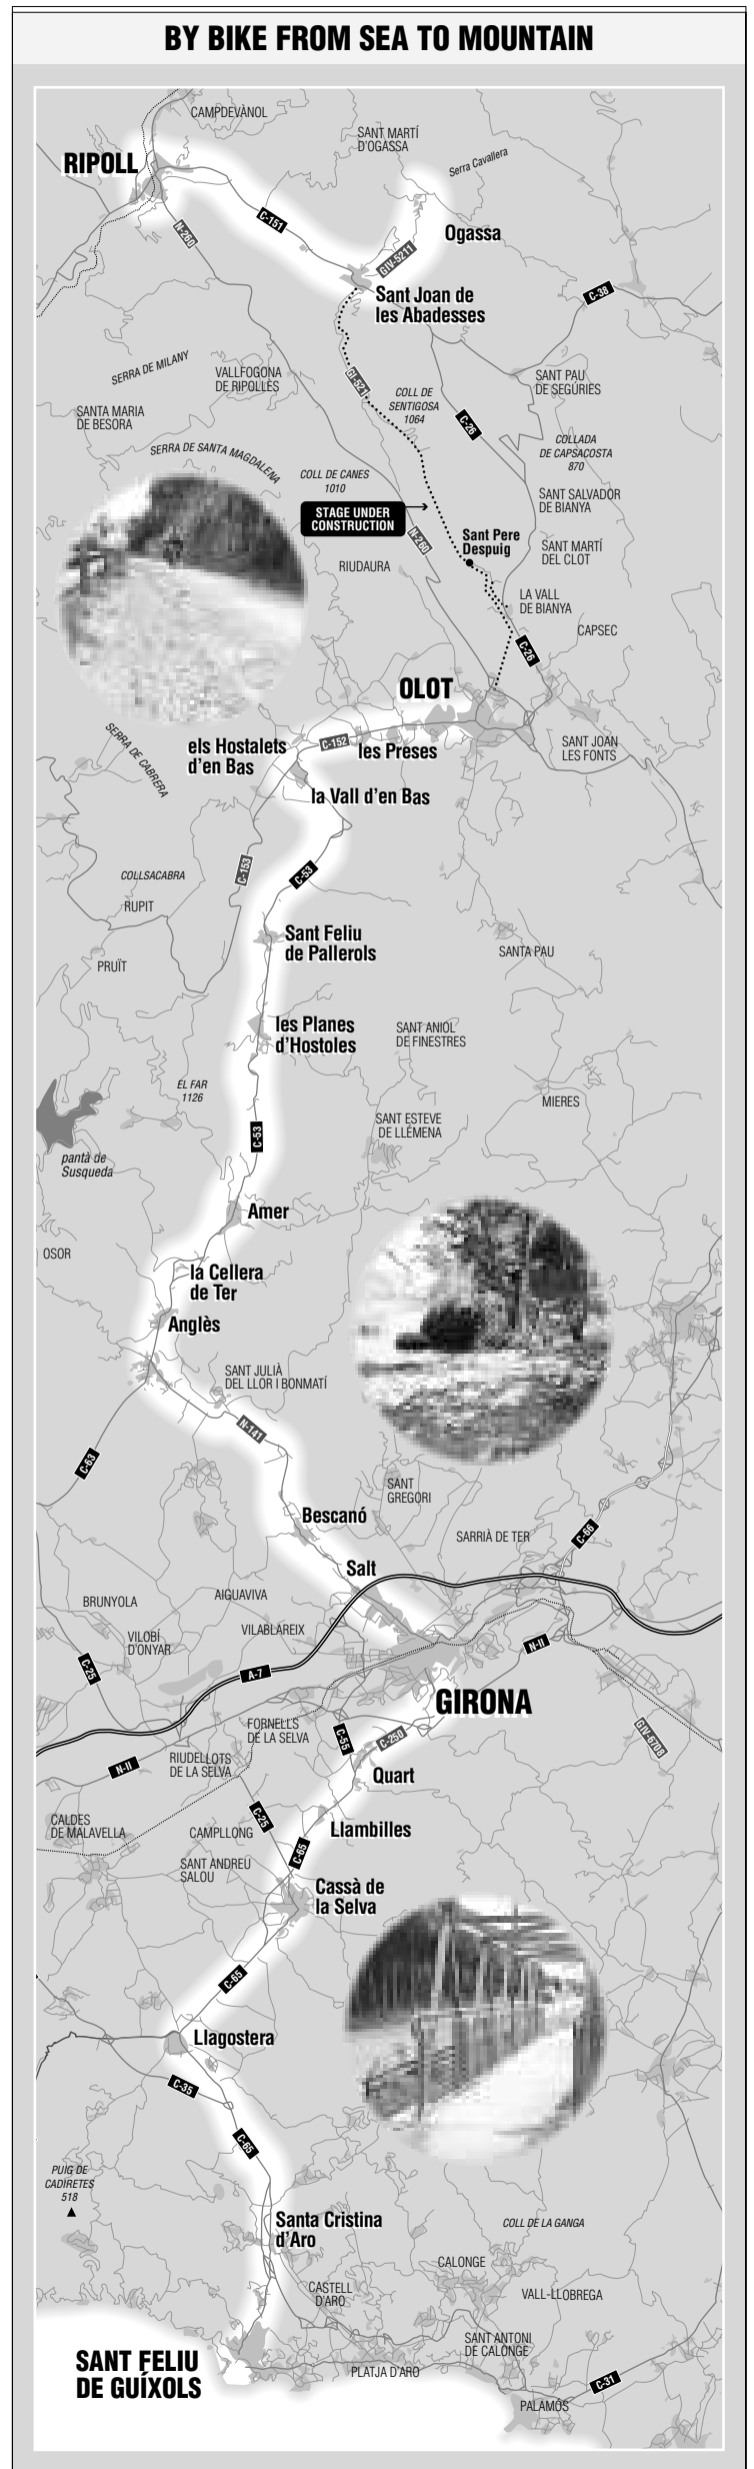 BY BIKE FROM SEA TO MOUNTAIN
CAMPDEVÀNOL
SANT MARTÍ
D'OGASSA
RIPOLL
Serra Cavallera
C-151
N-260
Ogassa
GIV-5211
Sant Joan de
les Abadesses
C-38
SERRA DE MILANY
VALLFOGONA
DE RIPOLLÈS
GI-521
SANT PAU
DE SEGÚRIES
COLL DE
SENTIGOSA
1064
SANTA MARIA
DE BESORA
C-26
COLLADA
DE CAPSACOSTA
870
SERRA DE SANTA MAGDALENA
COLL DE CANES
1010
SANT SALVADOR
DE BIANYA
STAGE UNDER
CONSTRUCTION
N-260
Sant Pere
Despuig
SANT MARTÍ
DEL CLOT
RIUDAURA
LA VALL
DE BIANYA
CAPSEC
C-26
OLOT
SERRA DE CABRERA
els Hostalets
d'en Bas
C-152
les Preses
SANT JOAN
LES FONTS
la Vall d'en Bas
C-153
C-53
COLLSACABRA
RUPIT
Sant Feliu
de Pallerols
SANTA PAU
PRUÏT
les Planes
d'Hostoles
SANT ANIOL
DE FINESTRES
EL FAR
1126
MIERES
C-53
SANT ESTEVE
DE LLÉMENA
pantà de
Susqueda
Amer
OSOR
la Cellera
de Ter
Anglès
SANT JULIÀ
DEL LLOR I BONMATÍ
N-141
C-63
SANT
GREGORI
Bescanó
SARRIÀ DE TER
C-66
Salt
BRUNYOLA
AIGUAVIVA
VILABLAREIX
VILOBÍ
D'ONYAR
C-25
A-7
N-II
GIRONA
FORNELLS
DE LA SELVA
C-55
C-250
GIV-6708
N-II
RIUDELLOTS
DE LA SELVA
Quart
CALDES
DE MALAVELLA
C-25
CAMPLLONG
Llambilles
C-65
SANT ANDREU
SALOU
Cassà de
la Selva
C-65
Llagostera
C-35
C-65
PUIG DE
CADIRETES
518
Santa Cristina
d'Aro
COLL DE LA GANGA
CALONGE
CASTELL
D'ARO
VALL-LLOBREGA
SANT ANTONI
DE CALONGE
SANT FELIU
DE GUÍXOLS
PLATJA D'ARO
C-31
PALAMÓS